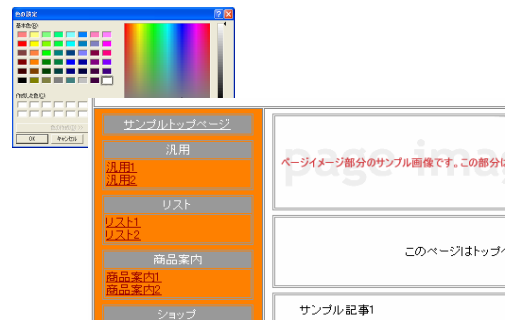 色の設定
基本色(B):
作成した色(C):
色の作成(D) >>
OK
キャンセル
サンプルトップページ
汎用
汎用1
汎用2
リスト
リスト1
リスト2
商品案内
商品案内1
商品案内2
ショップ
page imag
ページイメージ部分のサンプル画像です。この部分は
このページはトップペ
サンプル記事1